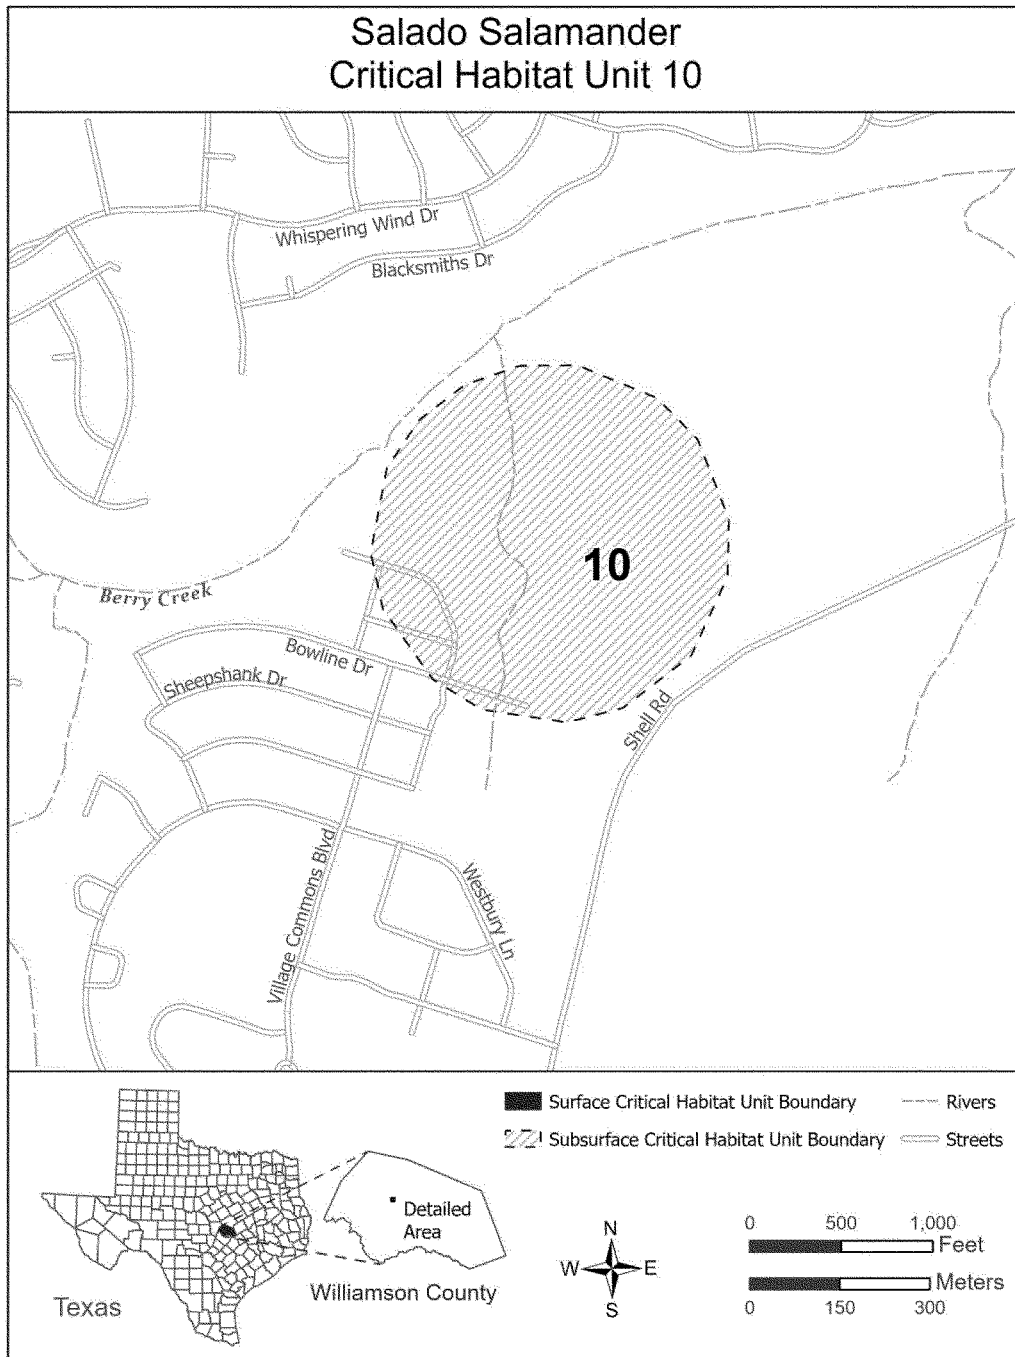 Salado Salamander
Critical Habitat Unit 10
Whispering Wind Dr
Blacksmiths Dr
10
Berry Creek
Bowline Dr
Sheepshank Dr
Shell Rd
Village Commons Blvd
Westbury Ln
Surface Critical Habitat Unit Boundary
Rivers
Subsurface Critical Habitat Unit Boundary
Streets
Detailed
Area
Texas
Williamson County
N
W
E
S
0 500 1,000
Feet
Meters
0 150 300